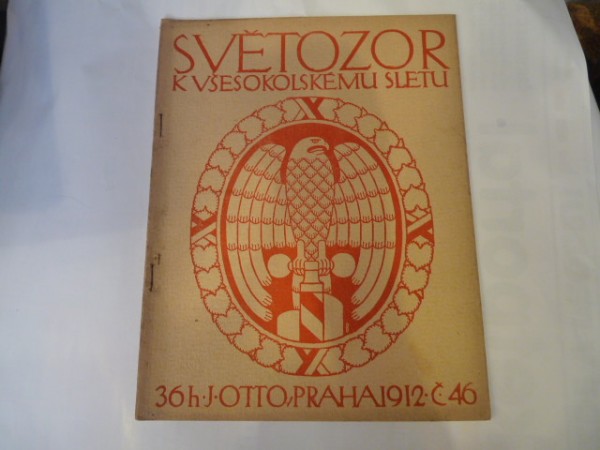 SVĚTOZOR
K VŠESOKOLSKÉMU SLETU
36 h · J · OTTO, PRAHA 1912 · Č · 46